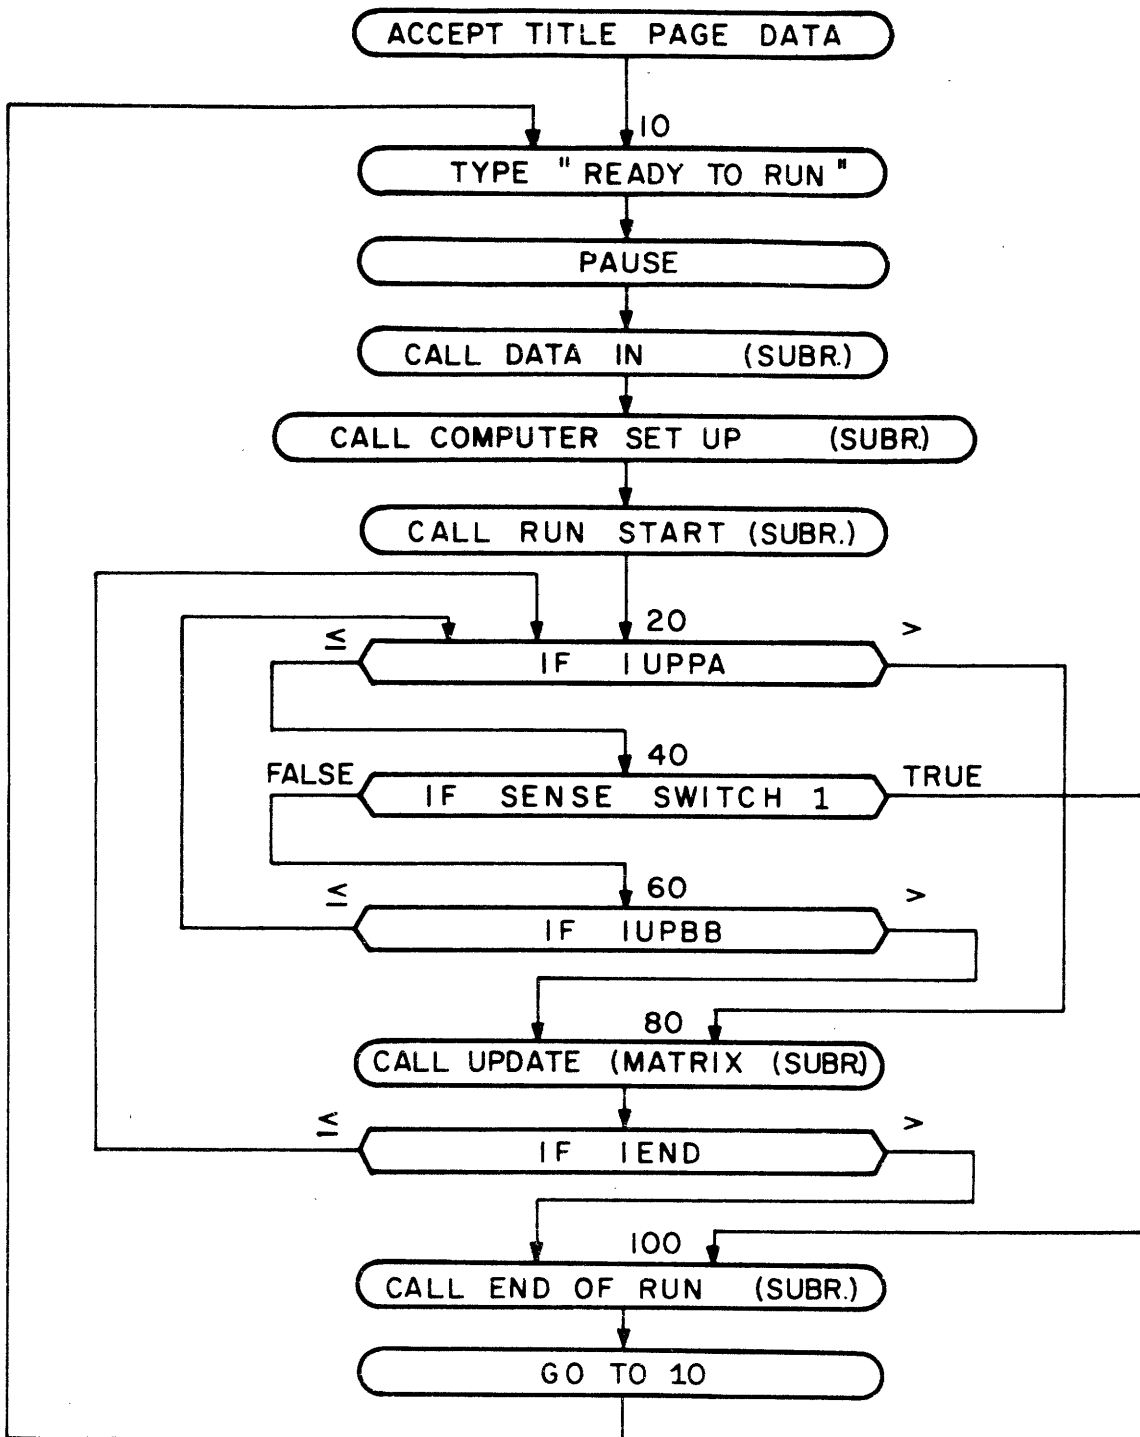 ACCEPT TITLE PAGE DATA
10
TYPE "READY TO RUN"
PAUSE
CALL DATA IN (SUBR.)
CALL COMPUTER SET UP (SUBR.)
CALL RUN START (SUBR.)
20
≤ >
IF IUPPA
40
FALSE TRUE
IF SENSE SWITCH 1
60
≤ >
IF IUPBB
80
CALL UPDATE (MATRIX (SUBR.)
≤ >
IF IEND
100
CALL END OF RUN (SUBR.)
GO TO 10